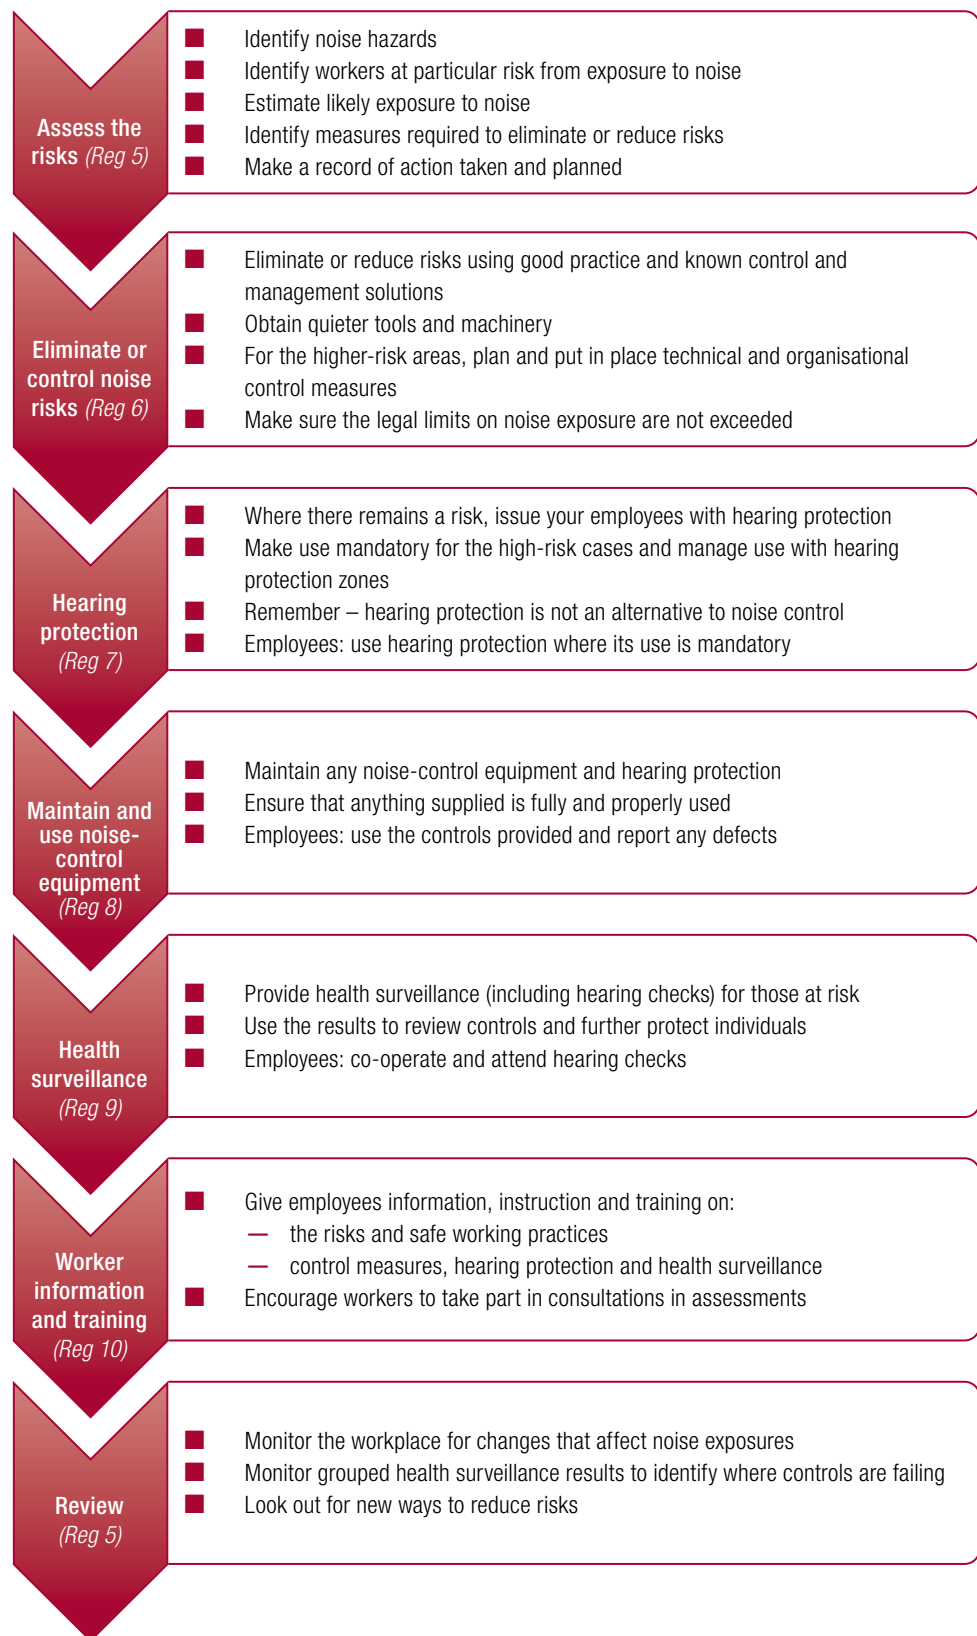 Assess the
risks (Reg 5)
■ Identify noise hazards
■ Identify workers at particular risk from exposure to noise
■ Estimate likely exposure to noise
■ Identify measures required to eliminate or reduce risks
■ Make a record of action taken and planned
Eliminate or
control noise
risks (Reg 6)
■ Eliminate or reduce risks using good practice and known control and
management solutions
■ Obtain quieter tools and machinery
■ For the higher-risk areas, plan and put in place technical and organisational
control measures
■ Make sure the legal limits on noise exposure are not exceeded
Hearing
protection
(Reg 7)
■ Where there remains a risk, issue your employees with hearing protection
■ Make use mandatory for the high-risk cases and manage use with hearing
protection zones
■ Remember – hearing protection is not an alternative to noise control
■ Employees: use hearing protection where its use is mandatory
Maintain and
use noise-
control
equipment
(Reg 8)
■ Maintain any noise-control equipment and hearing protection
■ Ensure that anything supplied is fully and properly used
■ Employees: use the controls provided and report any defects
Health
surveillance
(Reg 9)
■ Provide health surveillance (including hearing checks) for those at risk
■ Use the results to review controls and further protect individuals
■ Employees: co-operate and attend hearing checks
Worker
information
and training
(Reg 10)
■ Give employees information, instruction and training on:
— the risks and safe working practices
— control measures, hearing protection and health surveillance
■ Encourage workers to take part in consultations in assessments
Review
(Reg 5)
■ Monitor the workplace for changes that affect noise exposures
■ Monitor grouped health surveillance results to identify where controls are failing
■ Look out for new ways to reduce risks